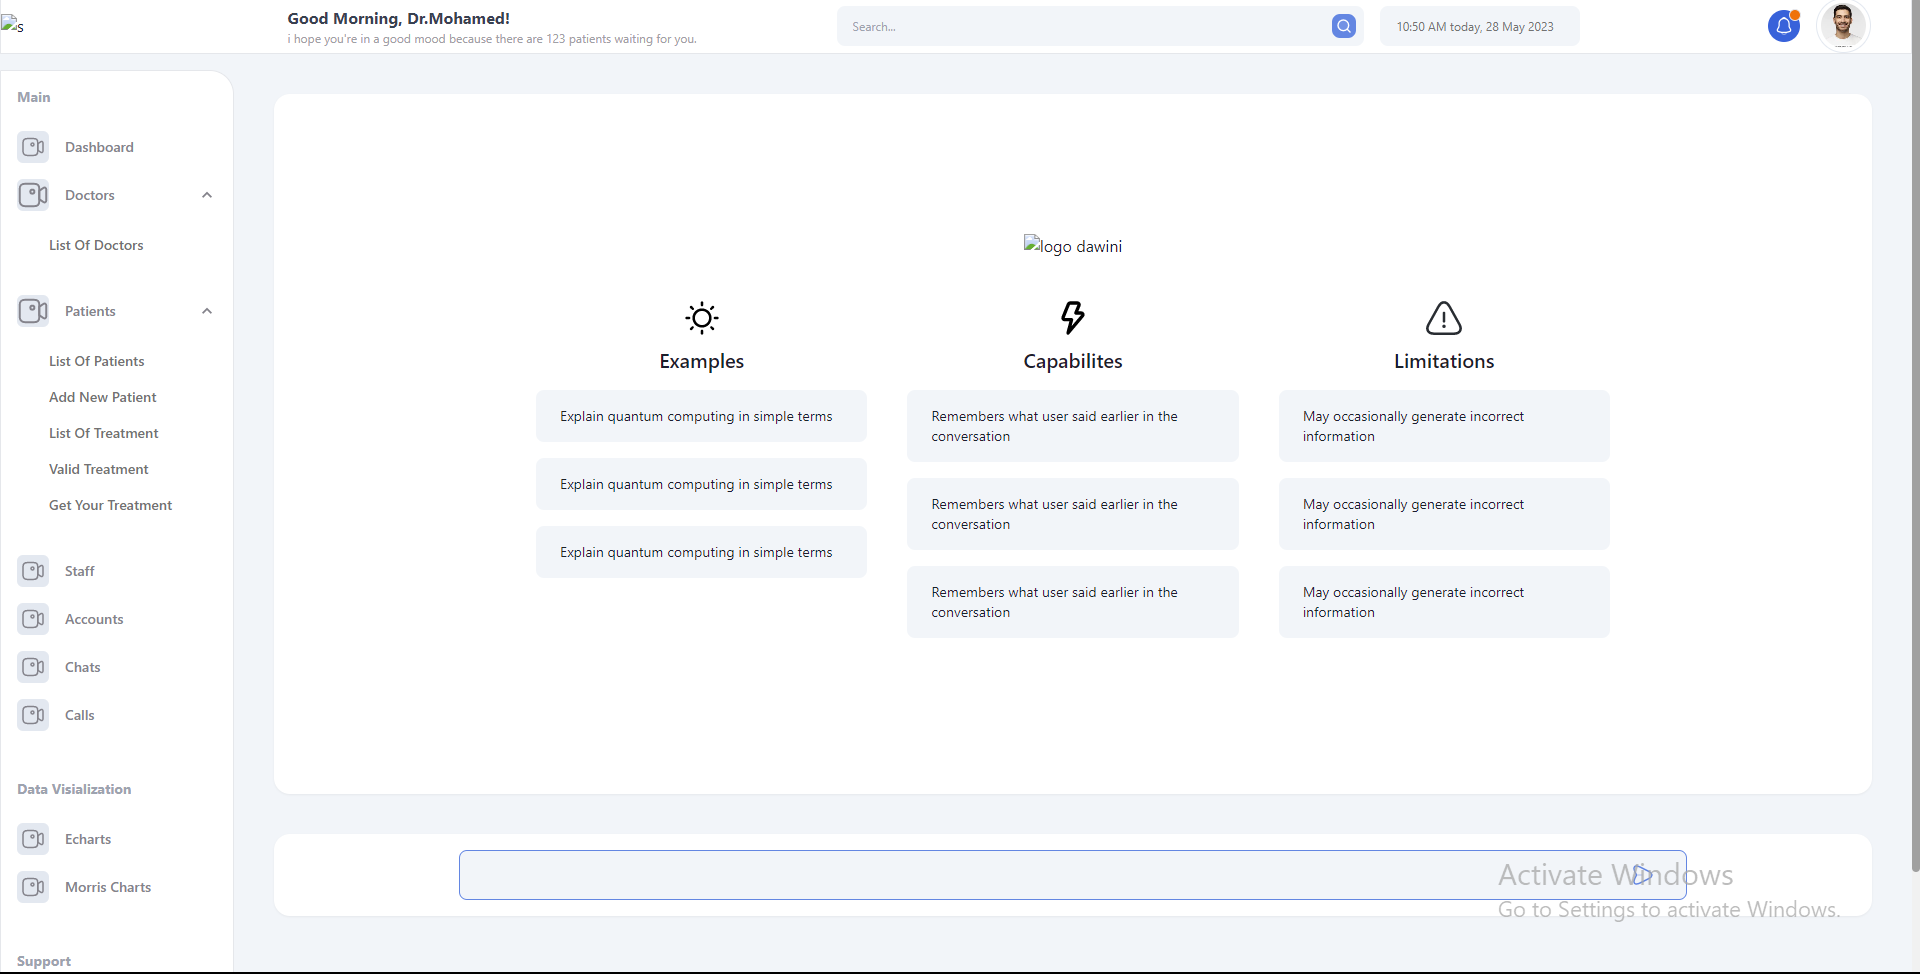 s
Good Morning, Dr.Mohamed!
i hope you're in a good mood because there are 123 patients waiting for you.
Search...
10:50 AM today, 28 May 2023
Main
Dashboard
Doctors
List Of Doctors
Patients
List Of Patients
Add New Patient
List Of Treatment
Valid Treatment
Get Your Treatment
Staff
Accounts
Chats
Calls
Data Visialization
Echarts
Morris Charts
Support
logo dawini
Examples
Explain quantum computing in simple terms
Explain quantum computing in simple terms
Explain quantum computing in simple terms
Capabilites
Remembers what user said earlier in the
conversation
Remembers what user said earlier in the
conversation
Remembers what user said earlier in the
conversation
Limitations
May occasionally generate incorrect
information
May occasionally generate incorrect
information
May occasionally generate incorrect
information
Activate Windows
Go to Settings to activate Windows.